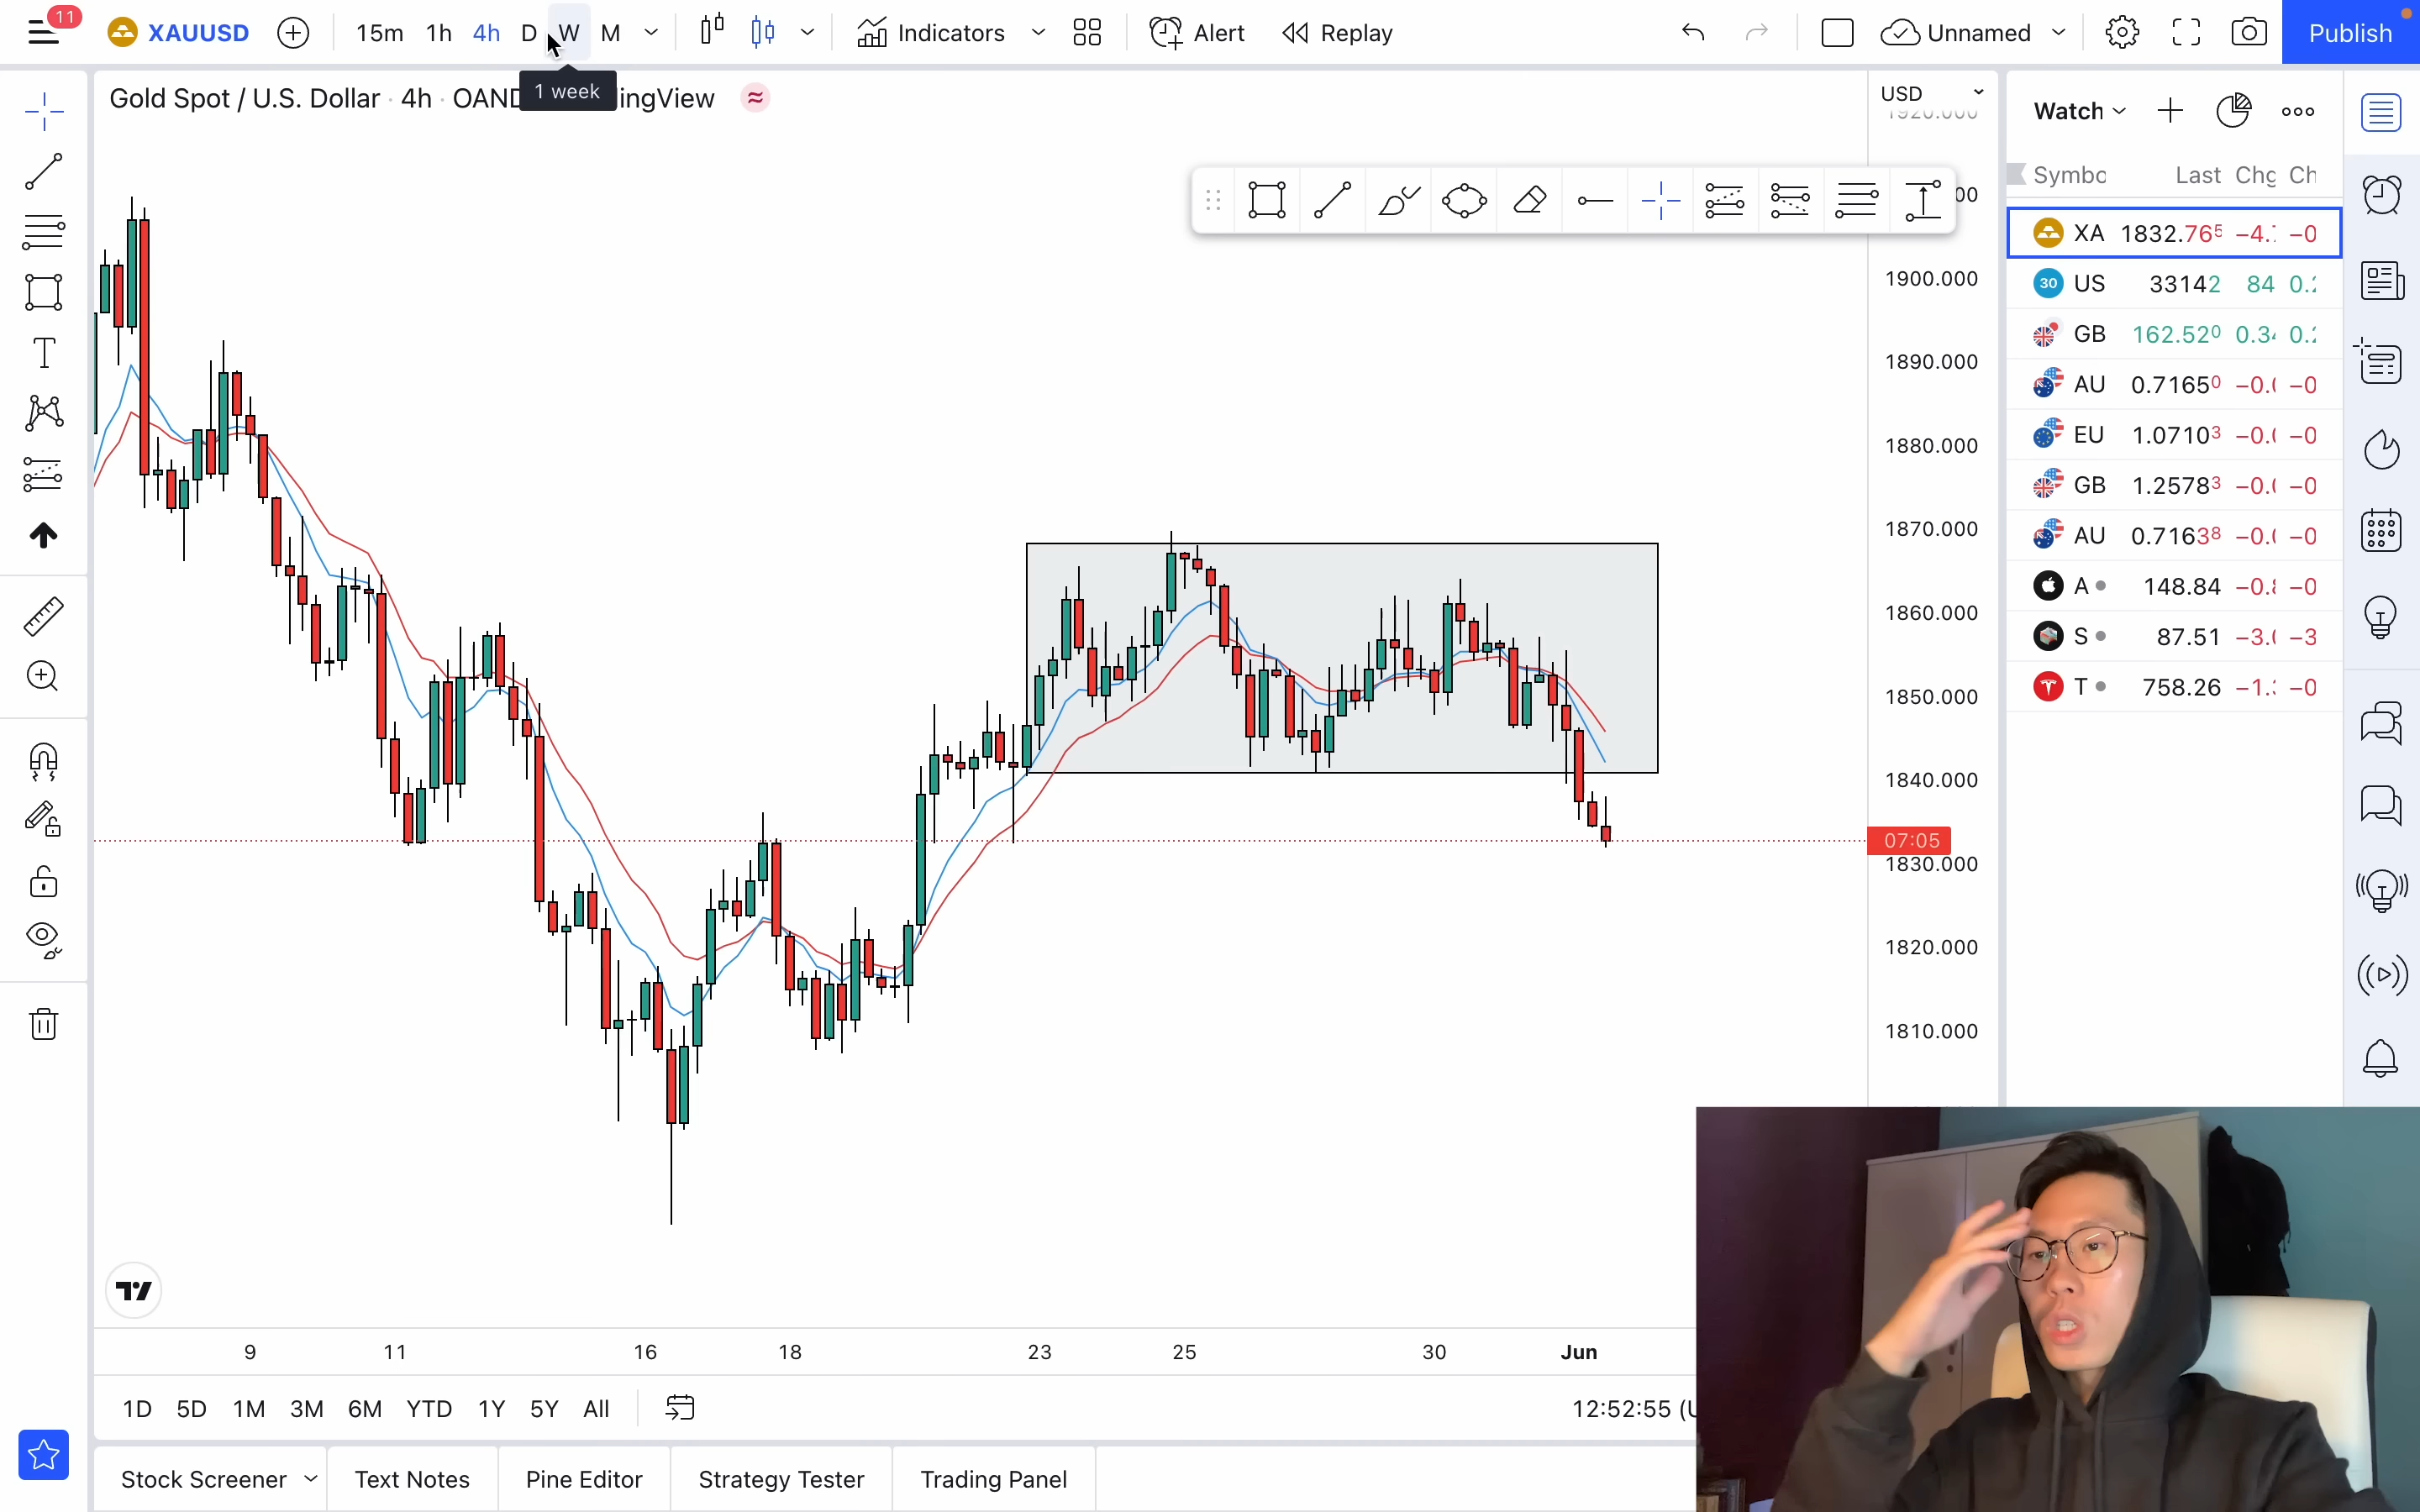 11
XAUUSD 15m 1h 4h D W M Indicators Alert Replay Unnamed Publish
1 week
Gold Spot / U.S. Dollar · 4h · OAND ingView
USD
1920.000
00
1900.000
1890.000
1880.000
1870.000
1860.000
1850.000
1840.000
07:05
1830.000
1820.000
1810.000
Watch
Symbo Last Chg Ch
XA 1832.765 −4. −0
30 US 33142 84 0.
GB 162.520 0.3 0.
AU 0.71650 −0. −0
EU 1.07103 −0. −0
GB 1.25783 −0. −0
AU 0.71638 −0. −0
A 148.84 −0. −0
S 87.51 −3. −3
T 758.26 −1. −0
9 11 16 18 23 25 30 Jun
1D 5D 1M 3M 6M YTD 1Y 5Y All
12:52:55 (U
Stock Screener Text Notes Pine Editor Strategy Tester Trading Panel